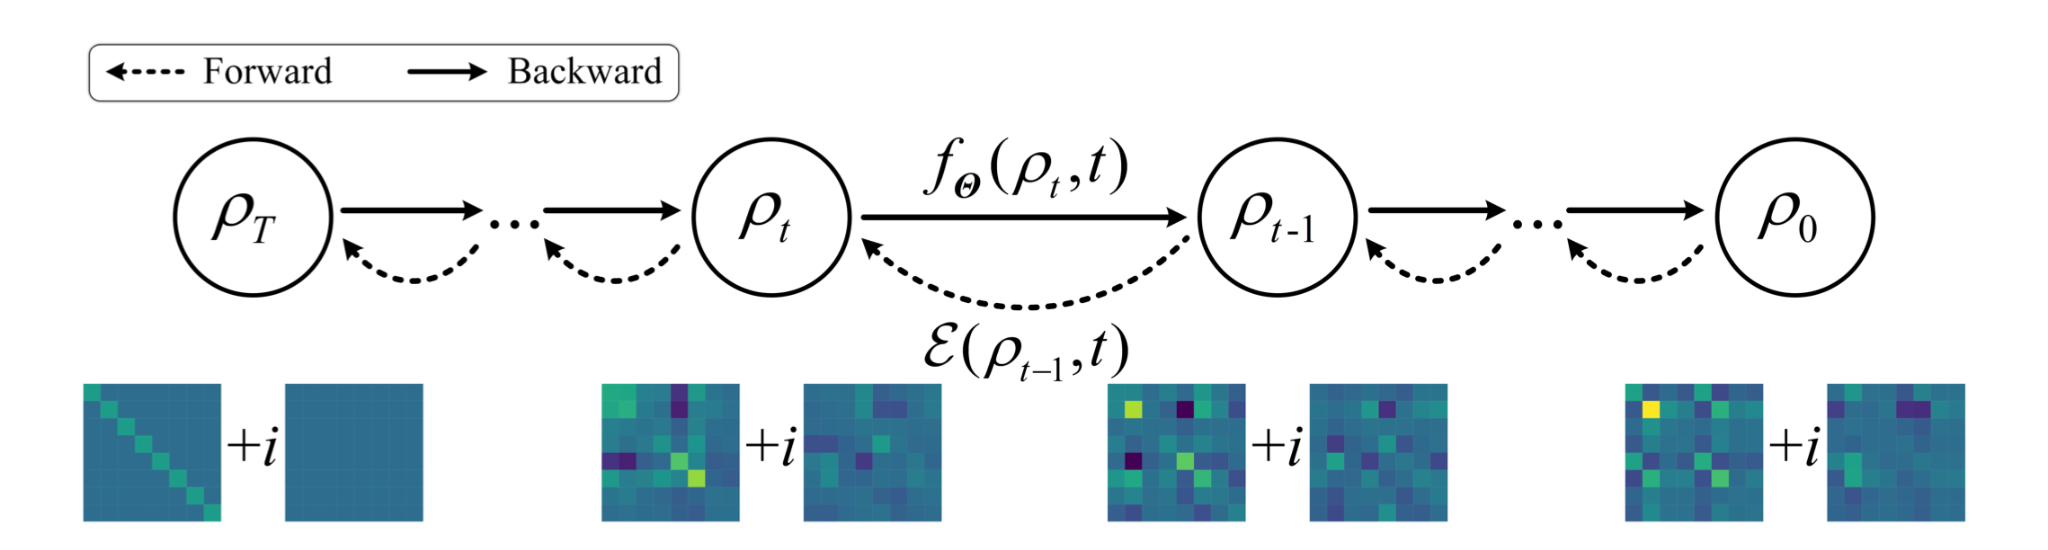 Forward Backward
f_Θ(ρ_t,t)
ρ_T ... ρ_t ρ_{t-1} ... ρ_0
ℰ(ρ_{t−1},t)
+i +i +i +i